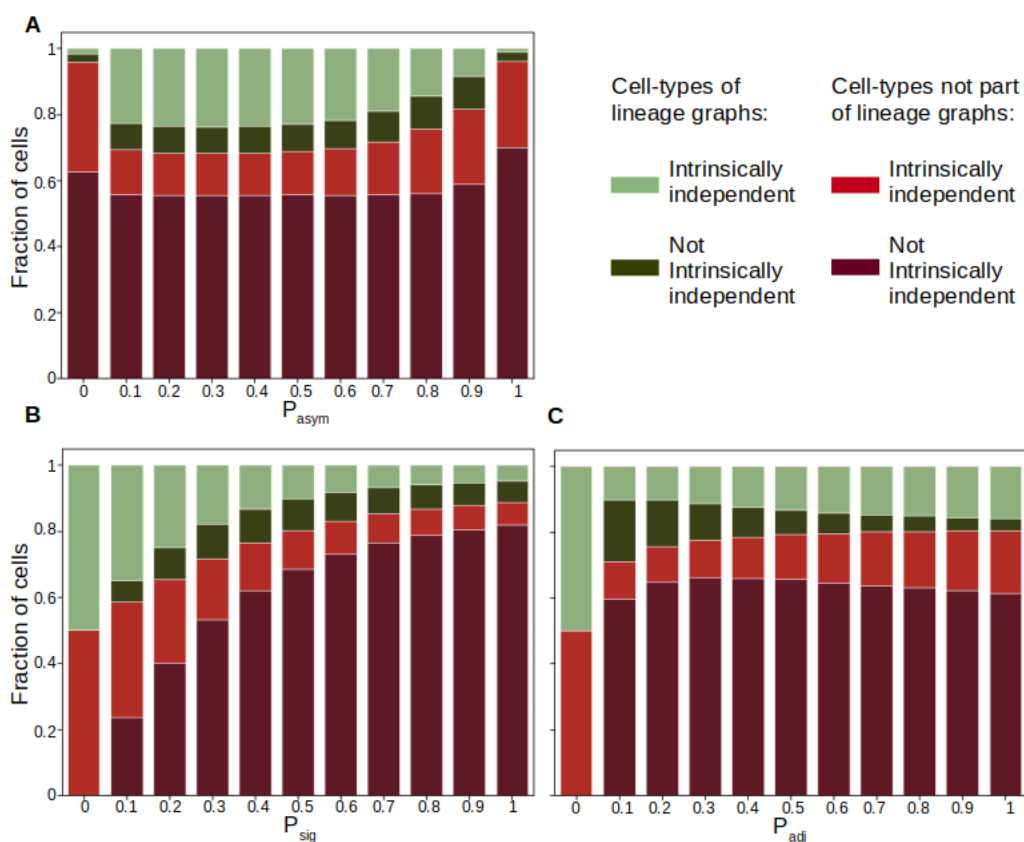 A
1
0.8
0.6
0.4
0.2
0
Fraction of cells
0 0.1 0.2 0.3 0.4 0.5 0.6 0.7 0.8 0.9 1
Pasym
Cell-types of
lineage graphs:
Intrinsically
independent
Not
Intrinsically
independent
Cell-types not part
of lineage graphs:
Intrinsically
independent
Not
Intrinsically
independent
B
1
0.8
0.6
0.4
0.2
0
Fraction of cells
0 0.1 0.2 0.3 0.4 0.5 0.6 0.7 0.8 0.9 1
Psig
C
0 0.1 0.2 0.3 0.4 0.5 0.6 0.7 0.8 0.9 1
Padj